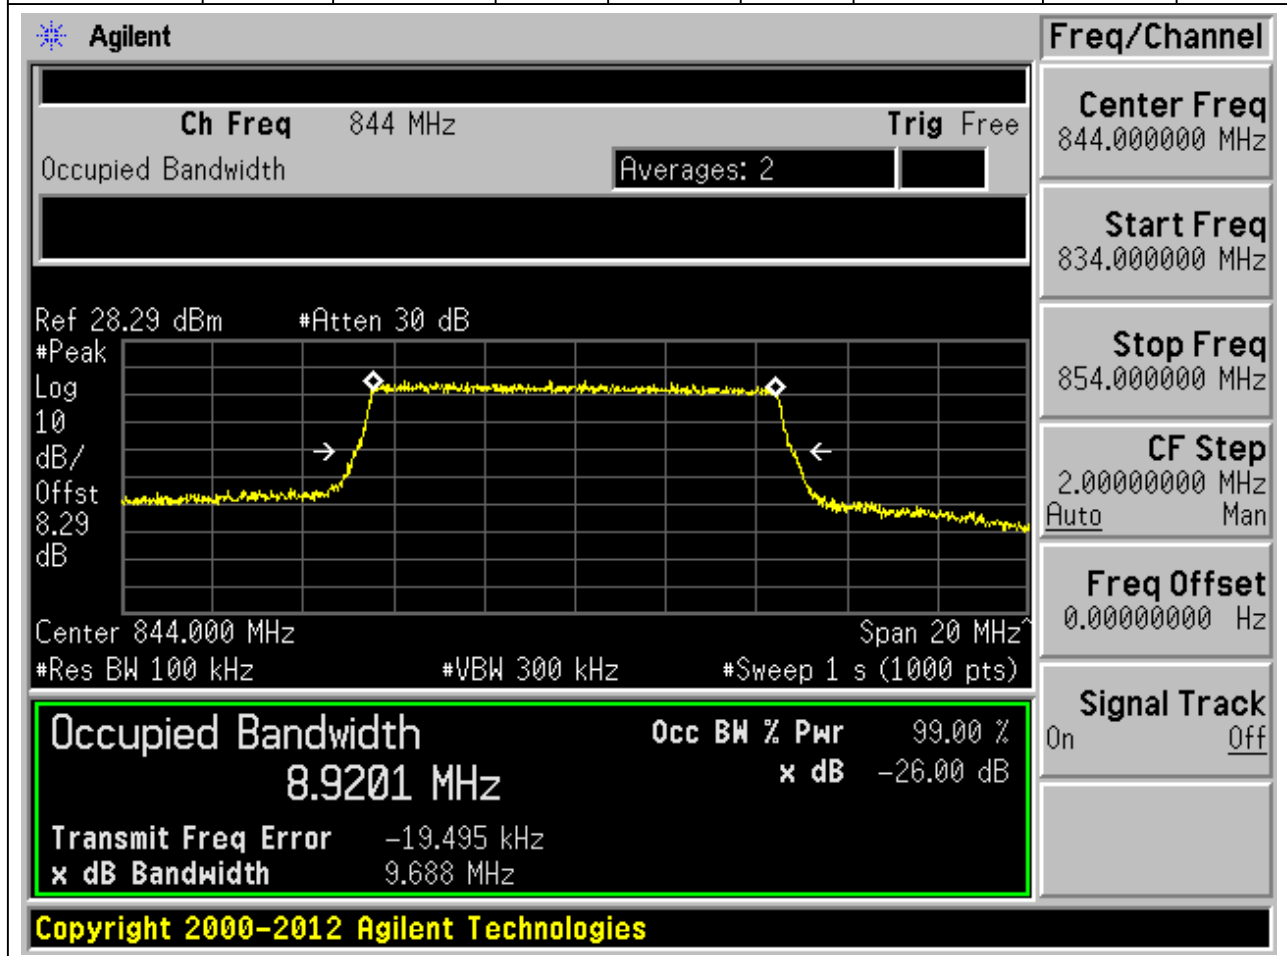 Agilent
Freq/Channel
Ch Freq 844 MHz Trig Free
Occupied Bandwidth Averages: 2
Center Freq
844.000000 MHz
Start Freq
834.000000 MHz
Stop Freq
854.000000 MHz
CF Step
2.00000000 MHz
Auto Man
Freq Offset
0.00000000 Hz
Signal Track
On Off
Ref 28.29 dBm #Atten 30 dB
#Peak
Log
10
dB/
Offst
8.29
dB
Center 844.000 MHz Span 20 MHz^
#Res BW 100 kHz #VBW 300 kHz #Sweep 1 s (1000 pts)
Occupied Bandwidth Occ BW % Pwr 99.00 %
8.9201 MHz x dB -26.00 dB
Transmit Freq Error -19.495 kHz
x dB Bandwidth 9.688 MHz
Copyright 2000-2012 Agilent Technologies